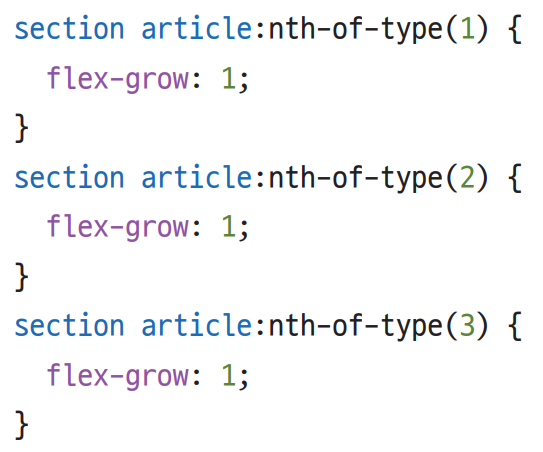 section article:nth-of-type(1) {
  flex-grow: 1;
}
section article:nth-of-type(2) {
  flex-grow: 1;
}
section article:nth-of-type(3) {
  flex-grow: 1;
}